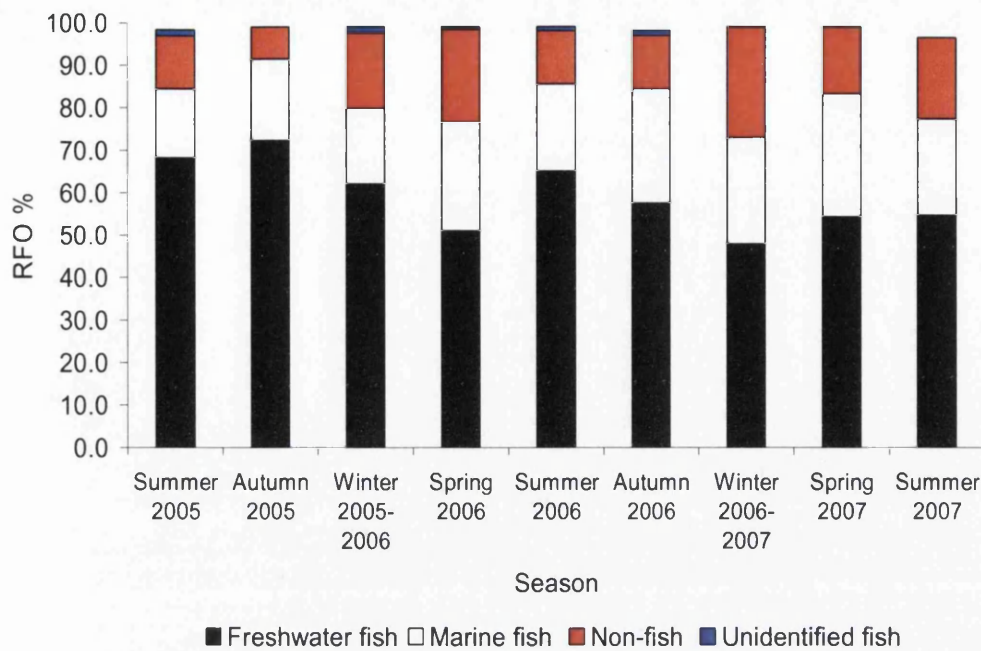 100.0
90.0
80.0
70.0
60.0
50.0
40.0
30.0
20.0
10.0
0.0
RFO %
Summer 2005
Autumn 2005
Winter 2005-2006
Spring 2006
Summer 2006
Autumn 2006
Winter 2006-2007
Spring 2007
Summer 2007
Season
Freshwater fish Marine fish Non-fish Unidentified fish